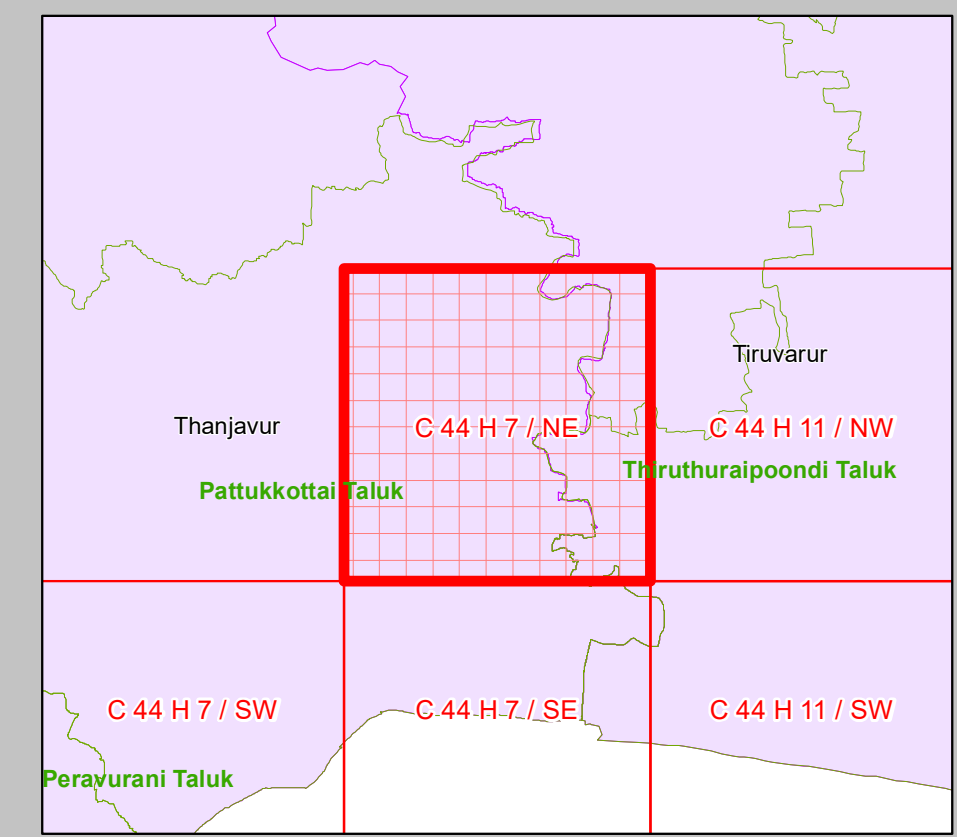 Tiruvarur
Thanjavur
C 44 H 7 / NE
C 44 H 11 / NW
Thiruthuraipoondi Taluk
Pattukkottai Taluk
C 44 H 7 / SW
C 44 H 7 / SE
C 44 H 11 / SW
Peravurani Taluk